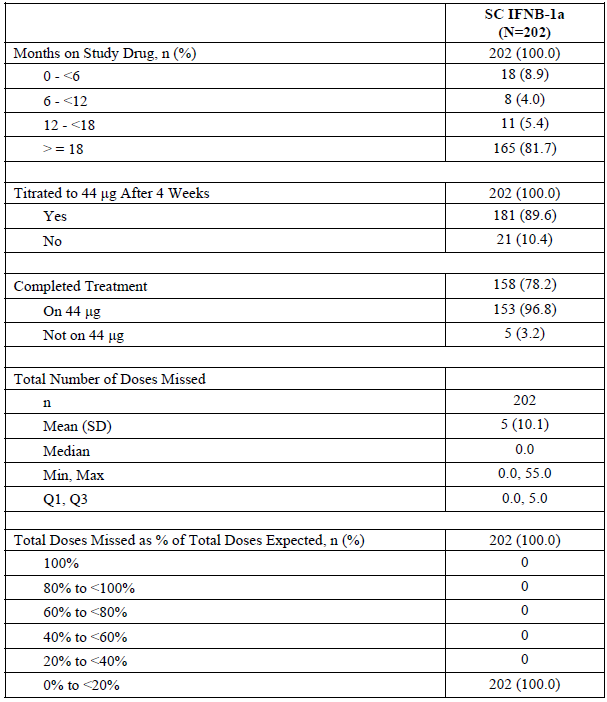 SC IFNB-1a
(N=202)
Months on Study Drug, n (%) 202 (100.0)
0 - <6 18 (8.9)
6 - <12 8 (4.0)
12 - <18 11 (5.4)
> = 18 165 (81.7)
Titrated to 44 μg After 4 Weeks 202 (100.0)
Yes 181 (89.6)
No 21 (10.4)
Completed Treatment 158 (78.2)
On 44 μg 153 (96.8)
Not on 44 μg 5 (3.2)
Total Number of Doses Missed
n 202
Mean (SD) 5 (10.1)
Median 0.0
Min, Max 0.0, 55.0
Q1, Q3 0.0, 5.0
Total Doses Missed as % of Total Doses Expected, n (%) 202 (100.0)
100% 0
80% to <100% 0
60% to <80% 0
40% to <60% 0
20% to <40% 0
0% to <20% 202 (100.0)